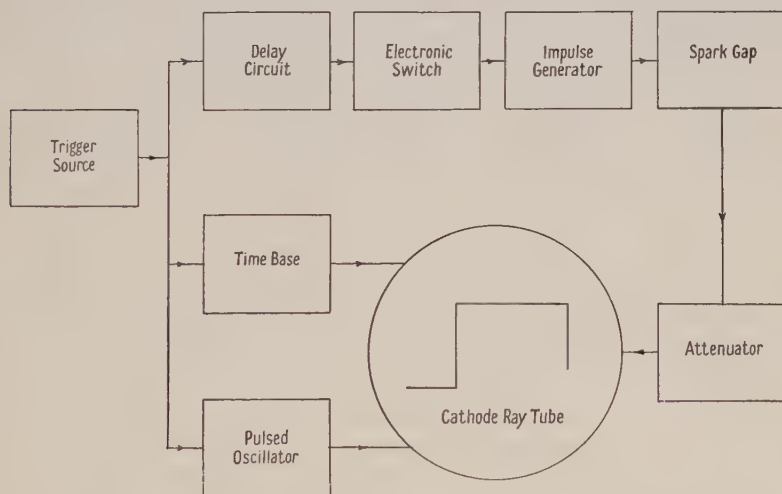 Delay
Circuit
Electronic
Switch
Impulse
Generator
Spark Gap
Trigger
Source
Time Base
Attenuator
Cathode Ray Tube
Pulsed
Oscillator